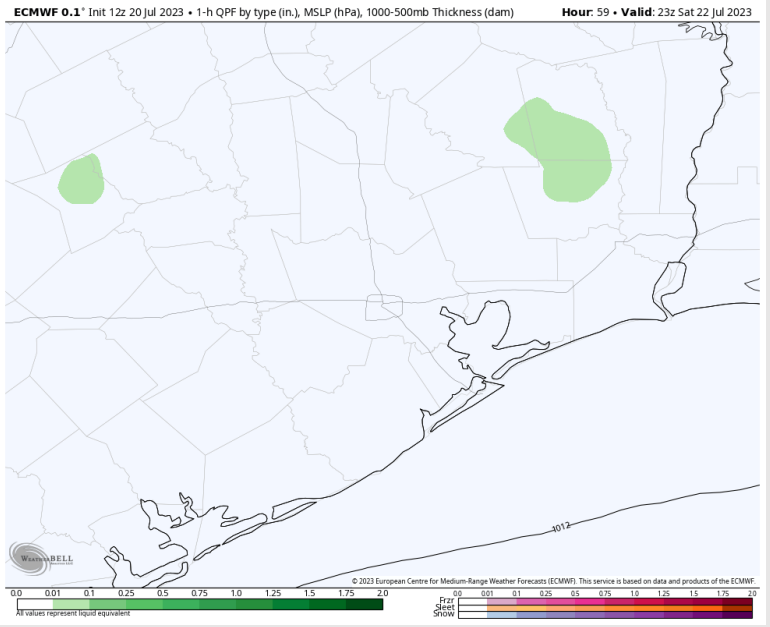 ECMWF 0.1° Init 12z 20 Jul 2023 • 1-h QPF by type (in.), MSLP (hPa), 1000-500mb Thickness (dam) Hour: 59 • Valid: 23z Sat 22 Jul 2023
1012
WEATHERBELL
© 2023 European Centre for Medium-Range Weather Forecasts (ECMWF). This service is based on data and products of the ECMWF.
0.0 0.01 0.1 0.25 0.5 0.75 1.0 1.25 1.5 1.75 2.0
All values represent liquid equivalent
0.0 0.01 0.1 0.25 0.5 0.75 1.0 1.25 1.5 1.75 2.0
Frzr
Sleet
Snow